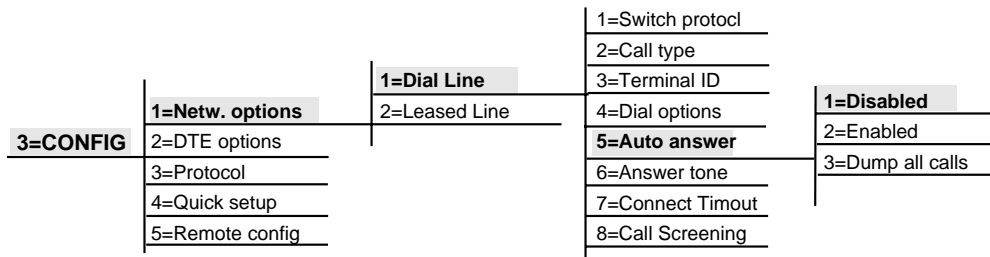 3=CONFIG
1=Netw. options
2=DTE options
3=Protocol
4=Quick setup
5=Remote config
1=Dial Line
2=Leased Line
1=Switch protocl
2=Call type
3=Terminal ID
4=Dial options
5=Auto answer
6=Answer tone
7=Connect Timout
8=Call Screening
1=Disabled
2=Enabled
3=Dump all calls